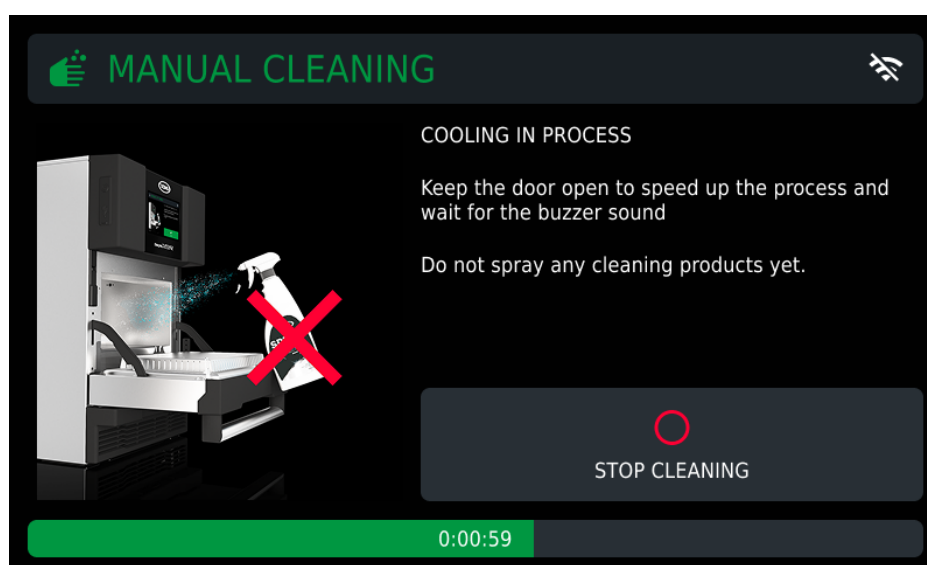 MANUAL CLEANING
COOLING IN PROCESS
Keep the door open to speed up the process and
wait for the buzzer sound
Do not spray any cleaning products yet.
STOP CLEANING
0:00:59